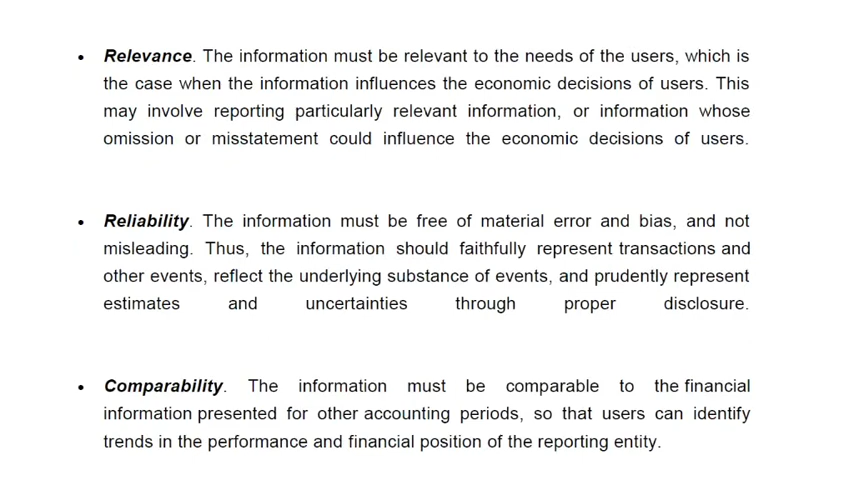 • Relevance. The information must be relevant to the needs of the users, which is
the case when the information influences the economic decisions of users. This
may involve reporting particularly relevant information, or information whose
omission or misstatement could influence the economic decisions of users.
• Reliability. The information must be free of material error and bias, and not
misleading. Thus, the information should faithfully represent transactions and
other events, reflect the underlying substance of events, and prudently represent
estimates and uncertainties through proper disclosure.
• Comparability. The information must be comparable to the financial
information presented for other accounting periods, so that users can identify
trends in the performance and financial position of the reporting entity.